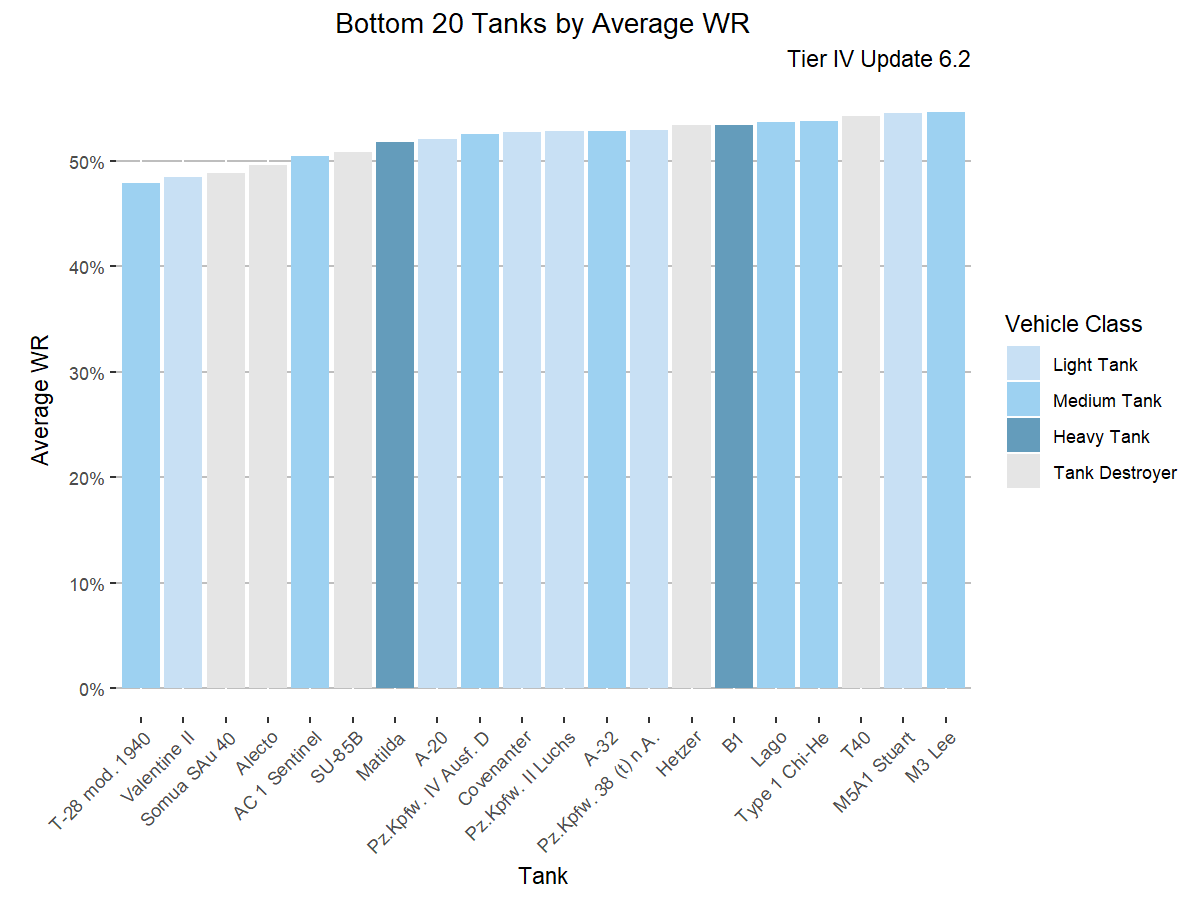 Bottom 20 Tanks by Average WR
Tier IV Update 6.2
Average WR
50%
40%
30%
20%
10%
0%
T-28 mod. 1940
Valentine II
Somua SAu 40
Alecto
AC 1 Sentinel
SU-85B
Matilda
A-20
Pz.Kpfw. IV Ausf. D
Covenanter
Pz.Kpfw. II Luchs
A-32
Pz.Kpfw. 38 (t) n A.
Hetzer
B1
Lago
Type 1 Chi-He
T40
M5A1 Stuart
M3 Lee
Tank
Vehicle Class
Light Tank
Medium Tank
Heavy Tank
Tank Destroyer